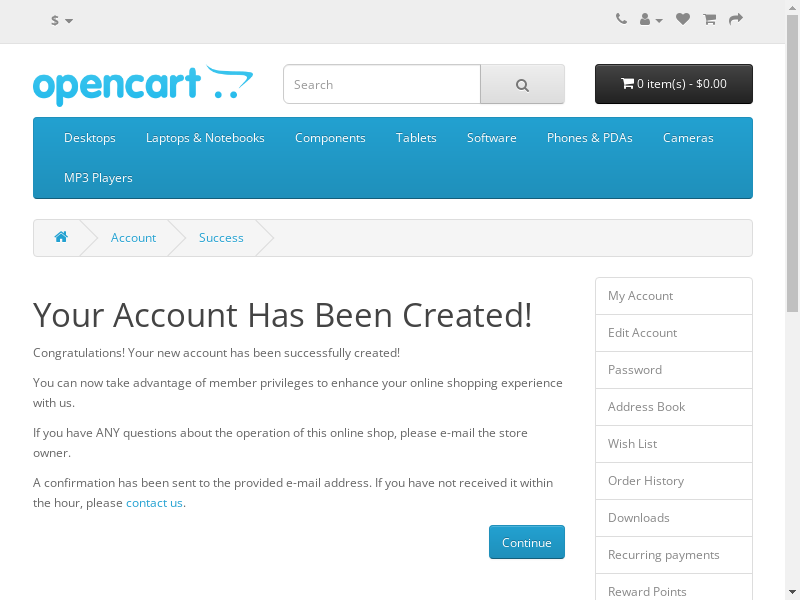 $
opencart
Search
0 item(s) - $0.00
Desktops
Laptops & Notebooks
Components
Tablets
Software
Phones & PDAs
Cameras
MP3 Players
Account
Success
Your Account Has Been Created!
Congratulations! Your new account has been successfully created!
You can now take advantage of member privileges to enhance your online shopping experience
with us.
If you have ANY questions about the operation of this online shop, please e-mail the store
owner.
A confirmation has been sent to the provided e-mail address. If you have not received it within
the hour, please contact us.
Continue
My Account
Edit Account
Password
Address Book
Wish List
Order History
Downloads
Recurring payments
Reward Points